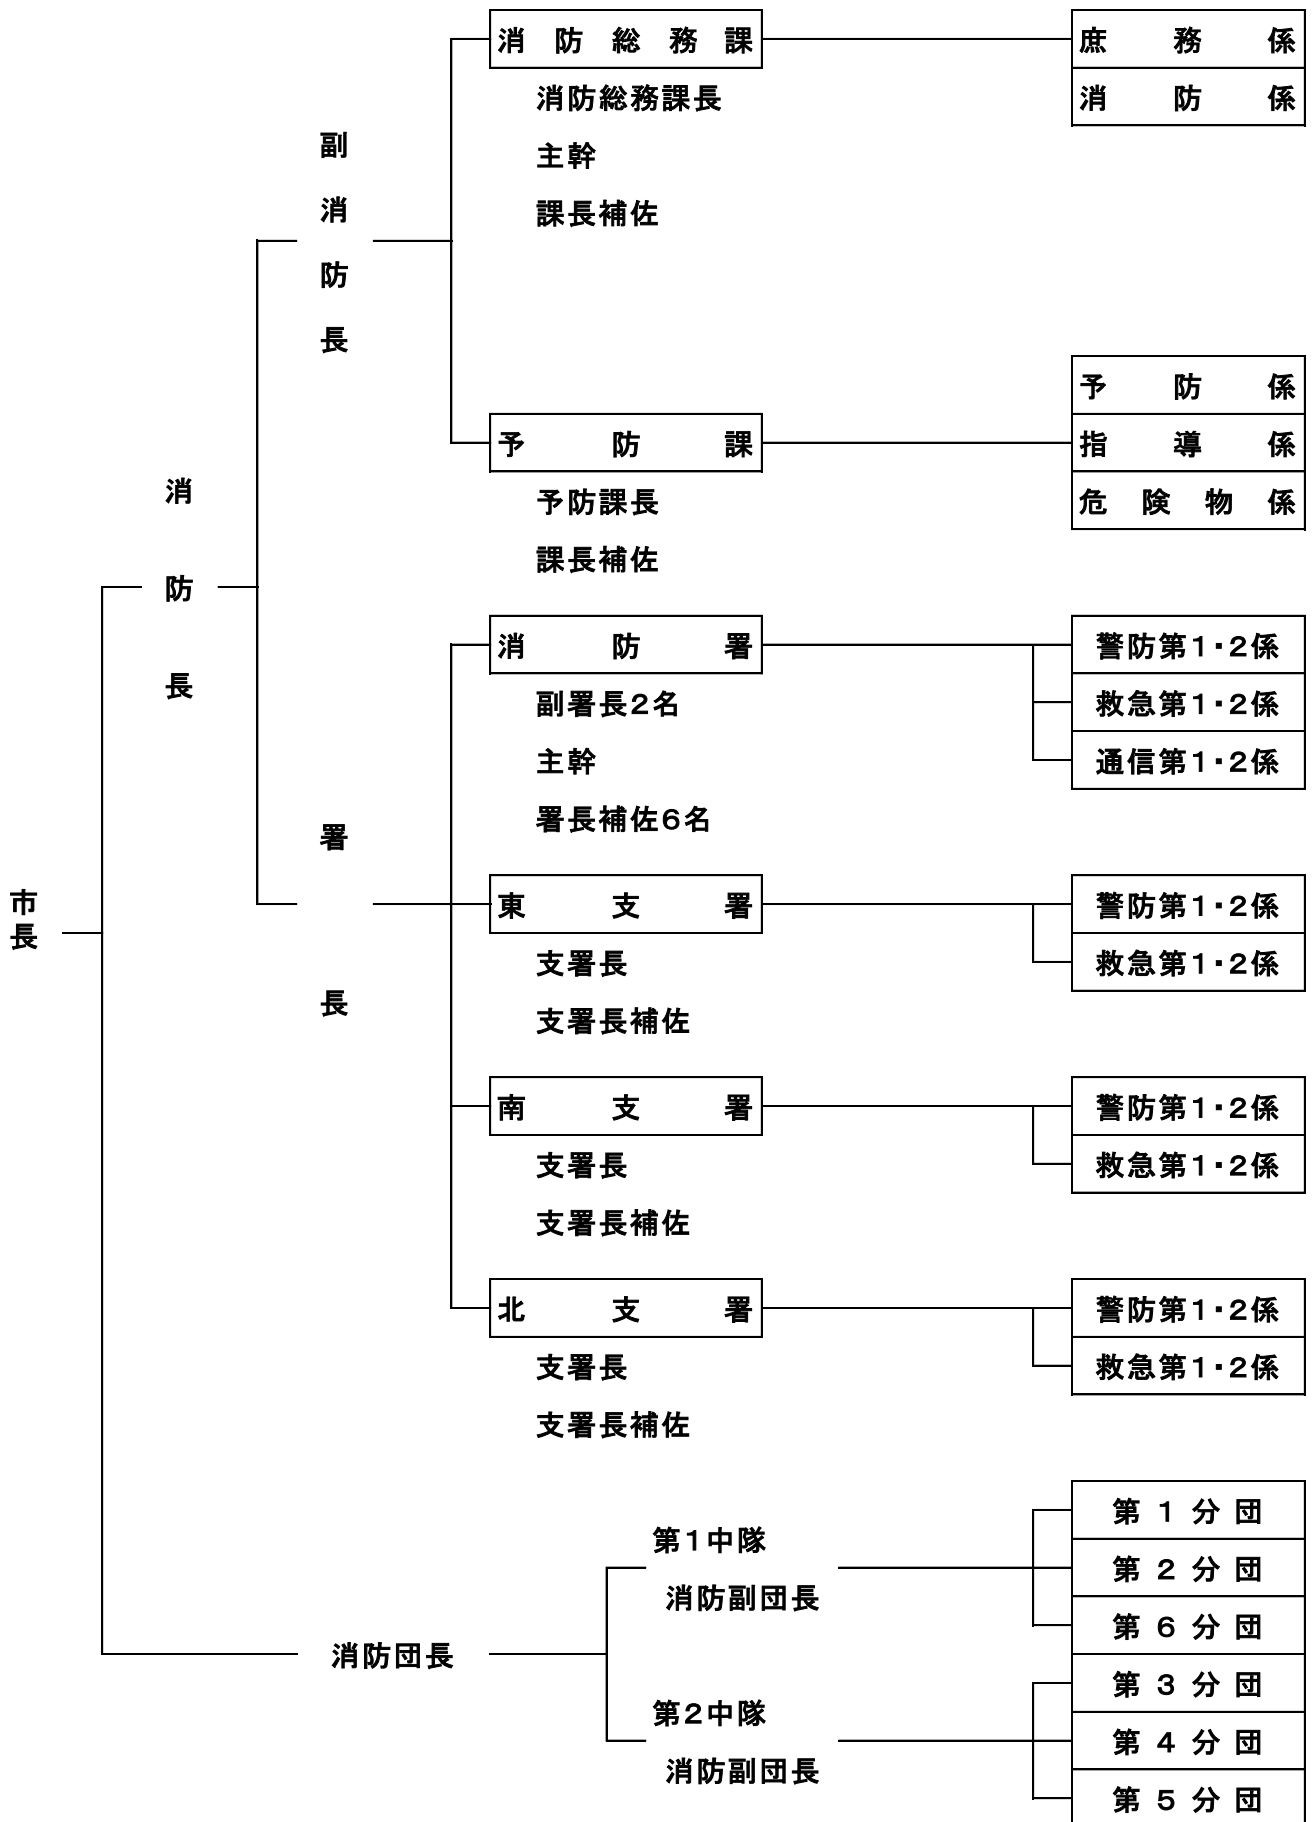 市長
消防長
副消防長
消防総務課
消防総務課長
主幹
課長補佐
庶務係
消防係
予防課
予防課長
課長補佐
予防係
指導係
危険物係
署長
消防署
副署長2名
主幹
署長補佐6名
警防第1・2係
救急第1・2係
通信第1・2係
東支署
支署長
支署長補佐
警防第1・2係
救急第1・2係
南支署
支署長
支署長補佐
警防第1・2係
救急第1・2係
北支署
支署長
支署長補佐
警防第1・2係
救急第1・2係
消防団長
第1中隊
消防副団長
第1分団
第2分団
第6分団
第2中隊
消防副団長
第3分団
第4分団
第5分団